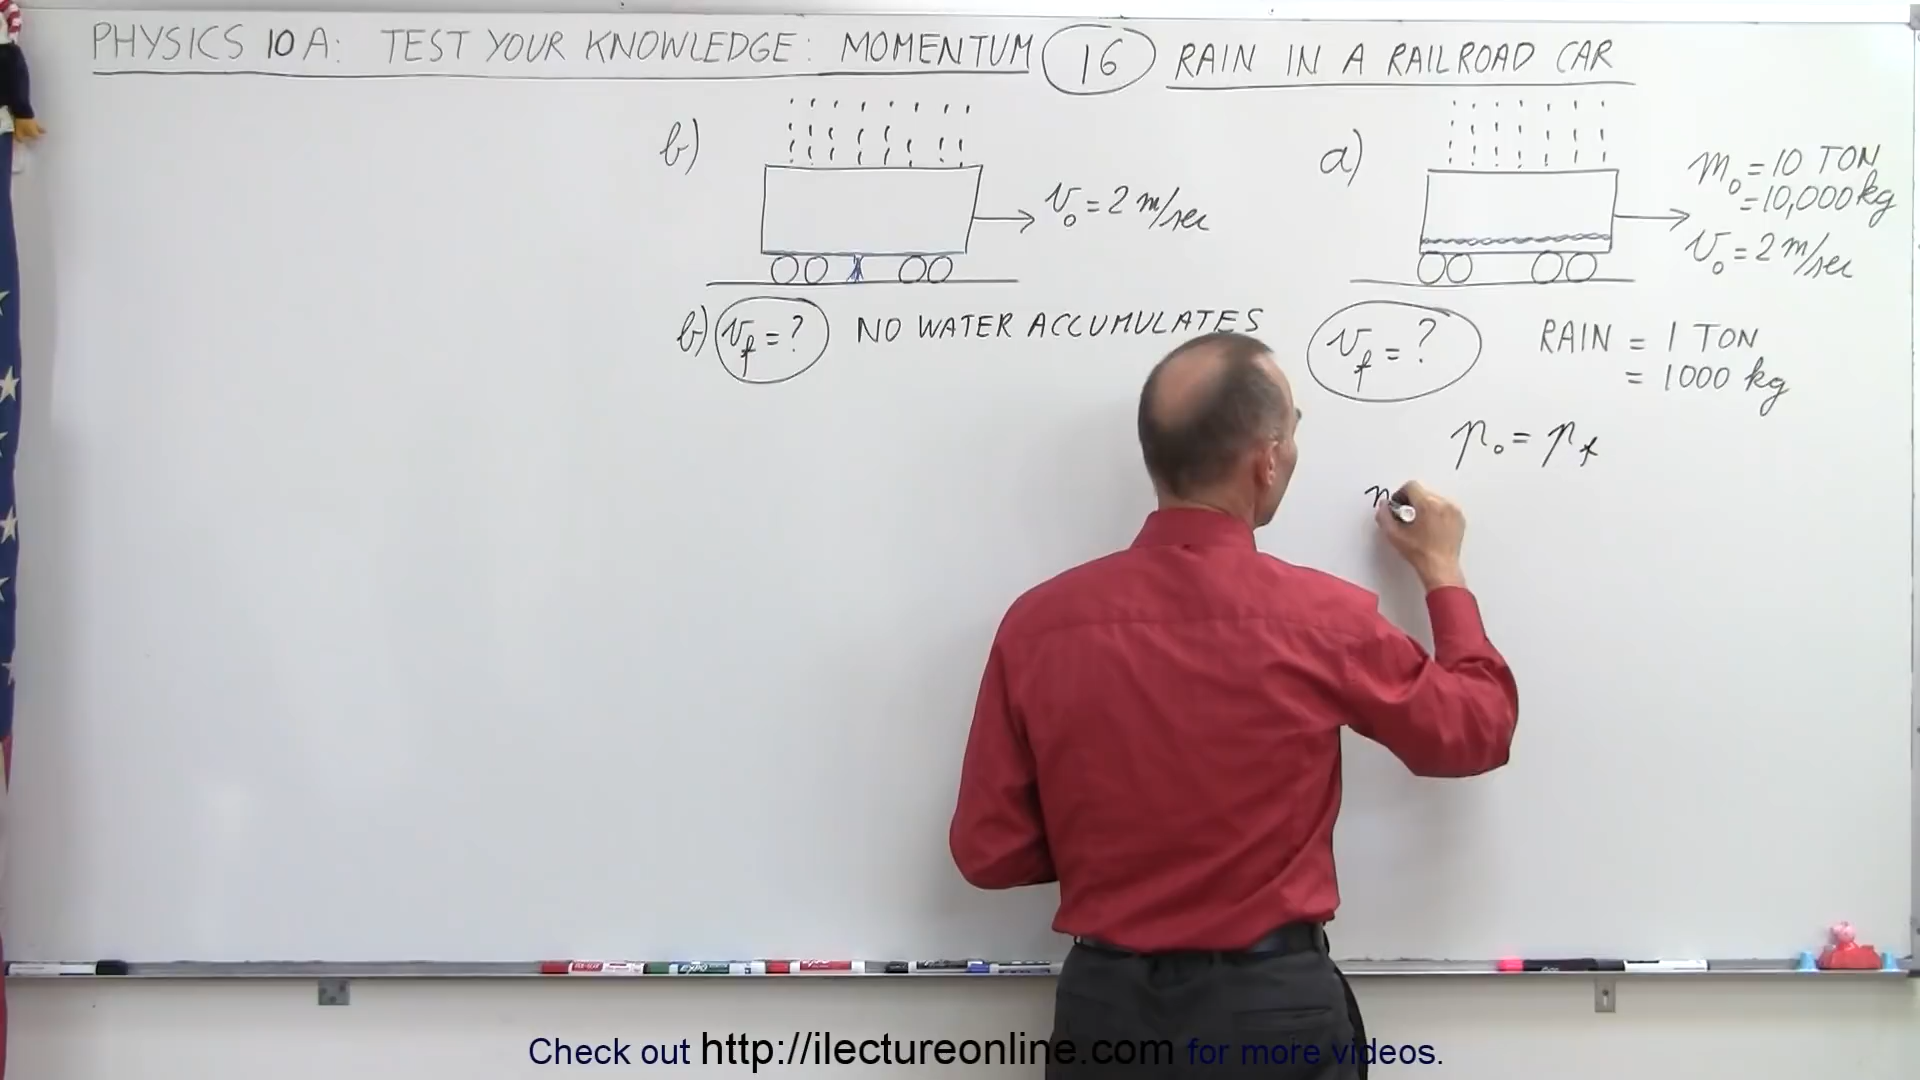 PHYSICS 10A: TEST YOUR KNOWLEDGE: MOMENTUM 16 RAIN IN A RAILROAD CAR
b)
v₀ = 2 m/sec
b) v_f = ? NO WATER ACCUMULATES
a)
m₀ = 10 TON
= 10,000 kg
v₀ = 2 m/sec
v_f = ?
RAIN = 1 TON
= 1000 kg
p₀ = p_f
Check out http://ilectureonline.com for more videos.